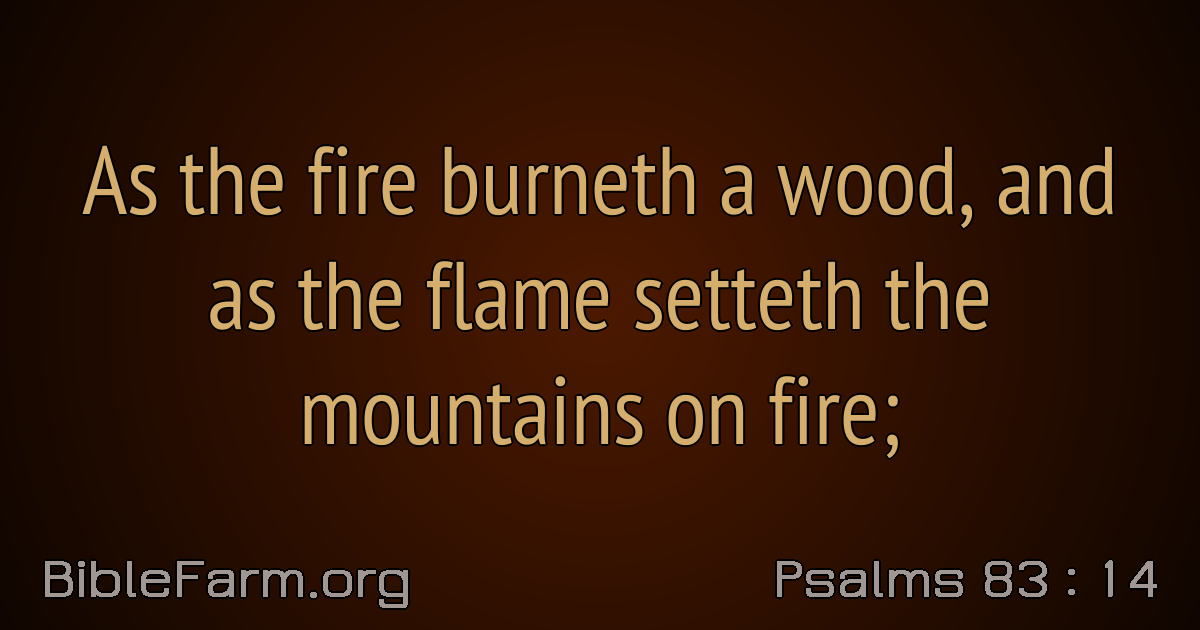 As the fire burneth a wood, and
as the flame setteth the
mountains on fire;
BibleFarm.org
Psalms 83 : 14